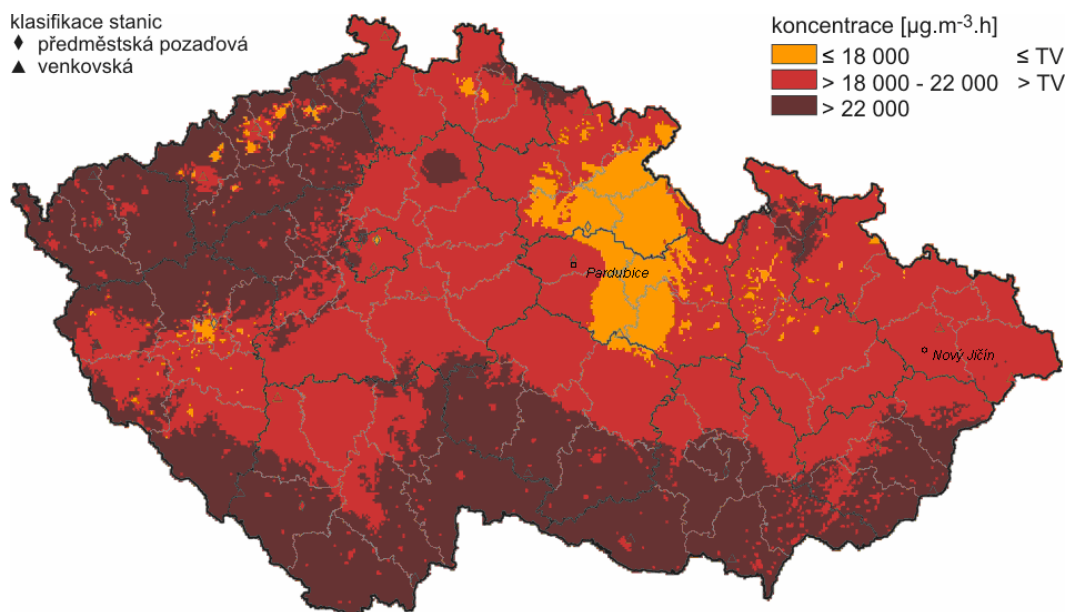 klasifikace stanic
předměstská pozaďová
venkovská
koncentrace [µg.m-3.h]
≤ 18 000 ≤ TV
> 18 000 - 22 000 > TV
> 22 000
Pardubice
Nový Jičín